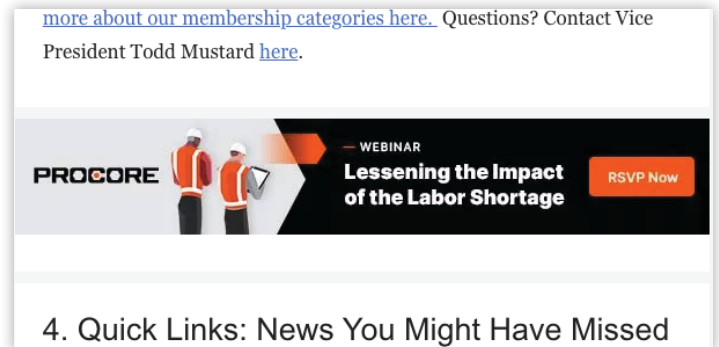 more about our membership categories here. Questions? Contact Vice
President Todd Mustard here.
PROCORE
— WEBINAR
Lessening the Impact
of the Labor Shortage
RSVP Now
4. Quick Links: News You Might Have Missed